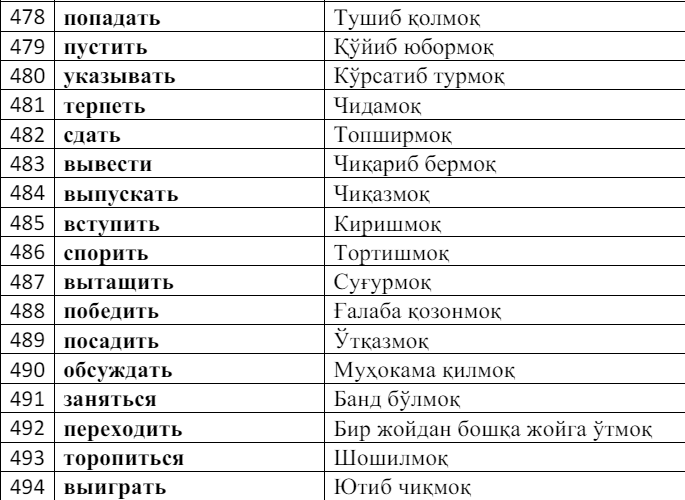 478 попадать Тушиб қолмоқ
479 пустить Қўйиб юбормоқ
480 указывать Кўрсатиб турмоқ
481 терпеть Чидамоқ
482 сдать Топширмоқ
483 вывести Чиқариб бермоқ
484 выпускать Чиқазмоқ
485 вступить Киришмоқ
486 спорить Тортишмоқ
487 вытащить Суғурмоқ
488 победить Ғалаба қозонмоқ
489 посадить Ўтқазмоқ
490 обсуждать Муҳокама қилмоқ
491 заняться Банд бўлмоқ
492 переходить Бир жойдан бошқа жойга ўтмоқ
493 торопиться Шошилмоқ
494 выиграть Ютиб чиқмоқ